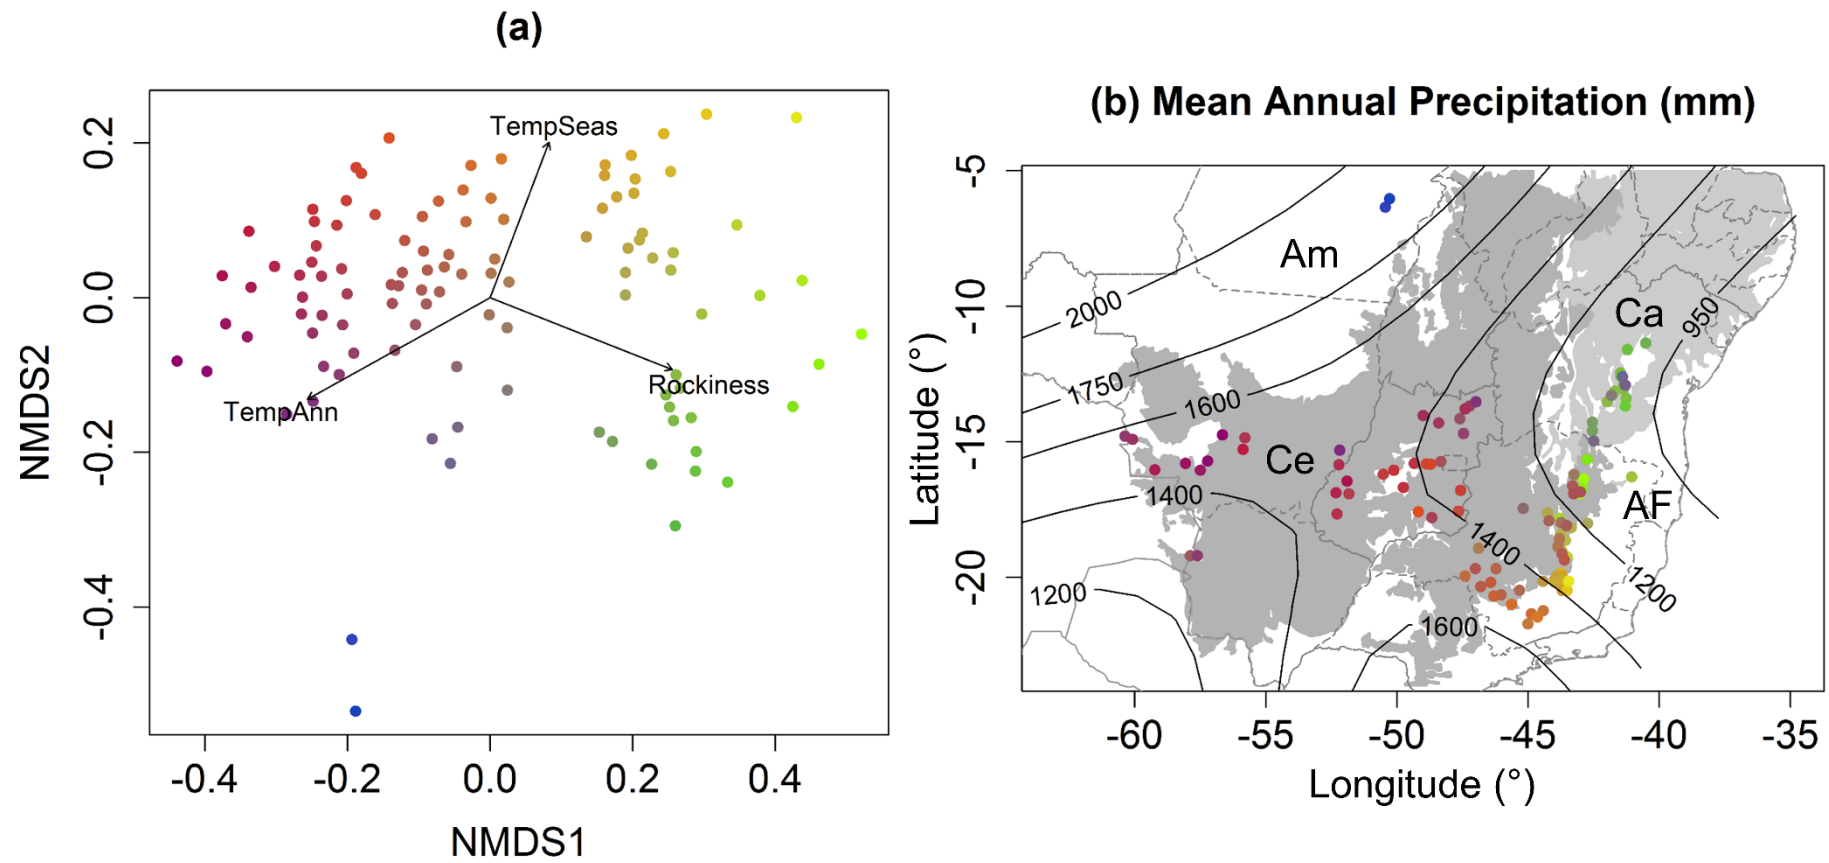 (a)
NMDS2
0.2
0.0
-0.2
-0.4
TempSeas
Rockiness
TempAnn
-0.4 -0.2 0.0 0.2 0.4
NMDS1
(b) Mean Annual Precipitation (mm)
Latitude (°)
-5
-10
-15
-20
Am
Ca
Ce
AF
2000
1750
1600
950
1400
1400
1200
1200
1600
-60 -55 -50 -45 -40 -35
Longitude (°)